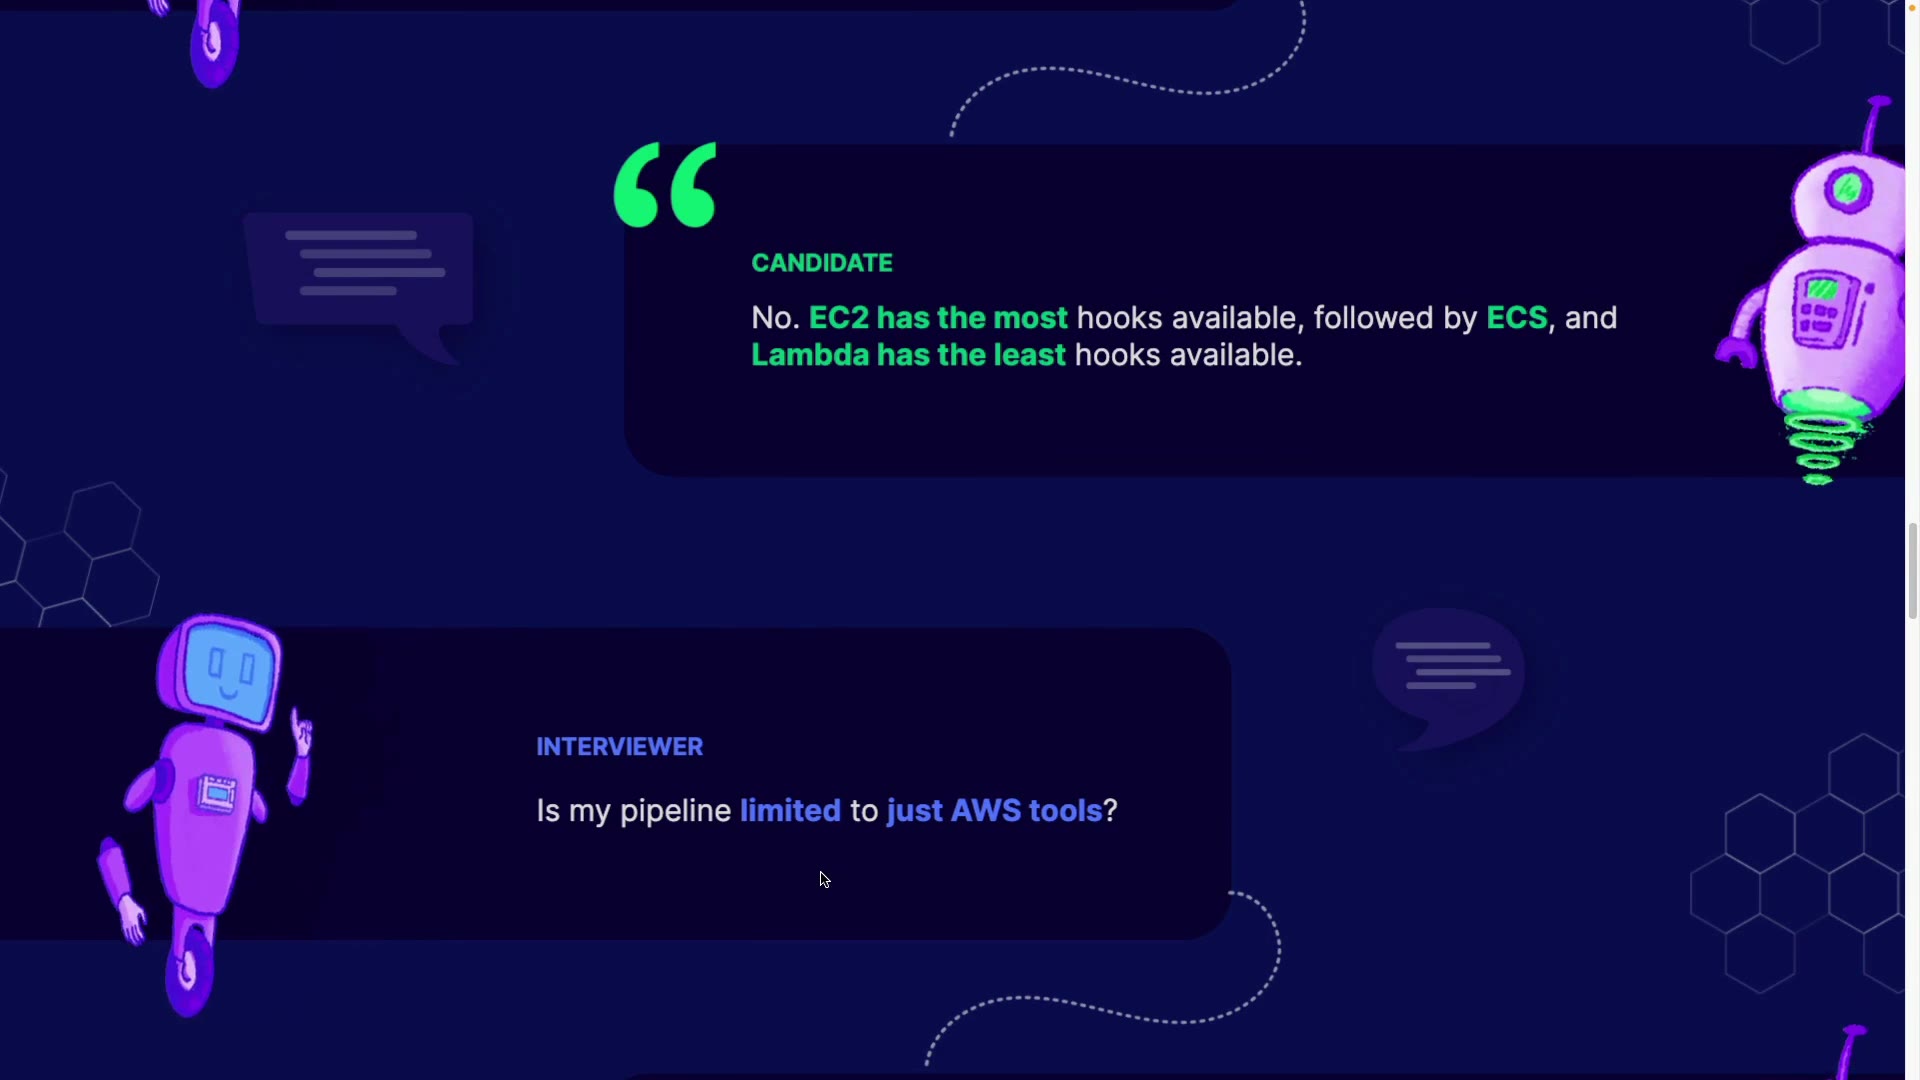 CANDIDATE
No. EC2 has the most hooks available, followed by ECS, and
Lambda has the least hooks available.
INTERVIEWER
Is my pipeline limited to just AWS tools?